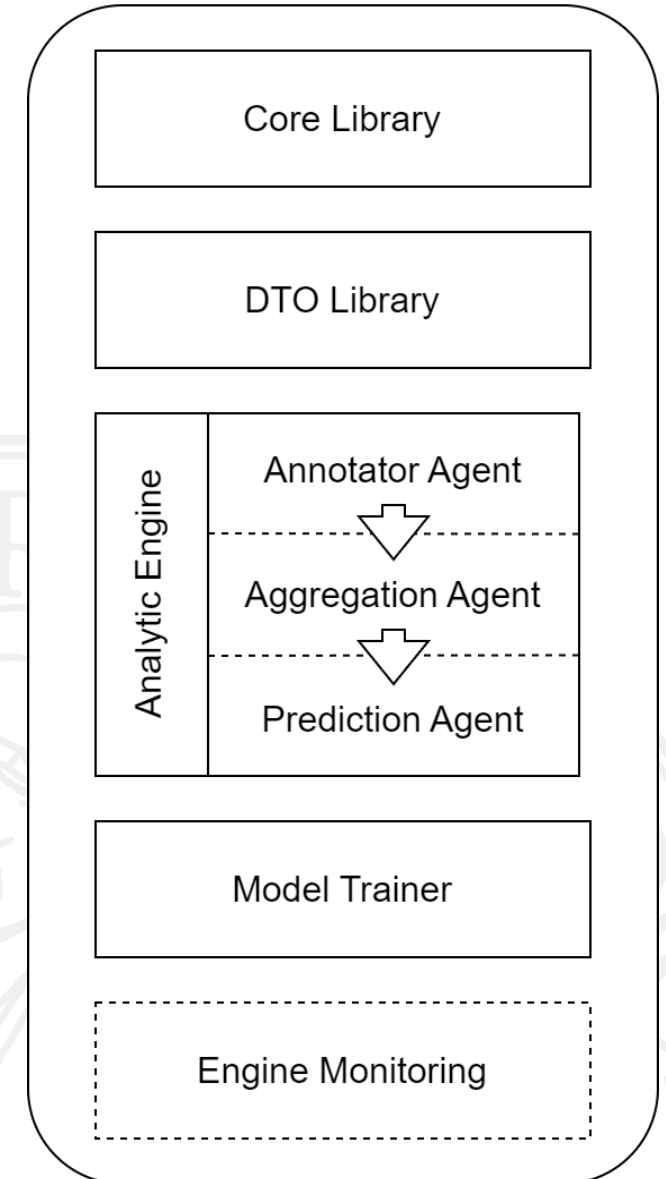 Core Library
DTO Library
Analytic Engine
Annotator Agent
Aggregation Agent
Prediction Agent
Model Trainer
Engine Monitoring